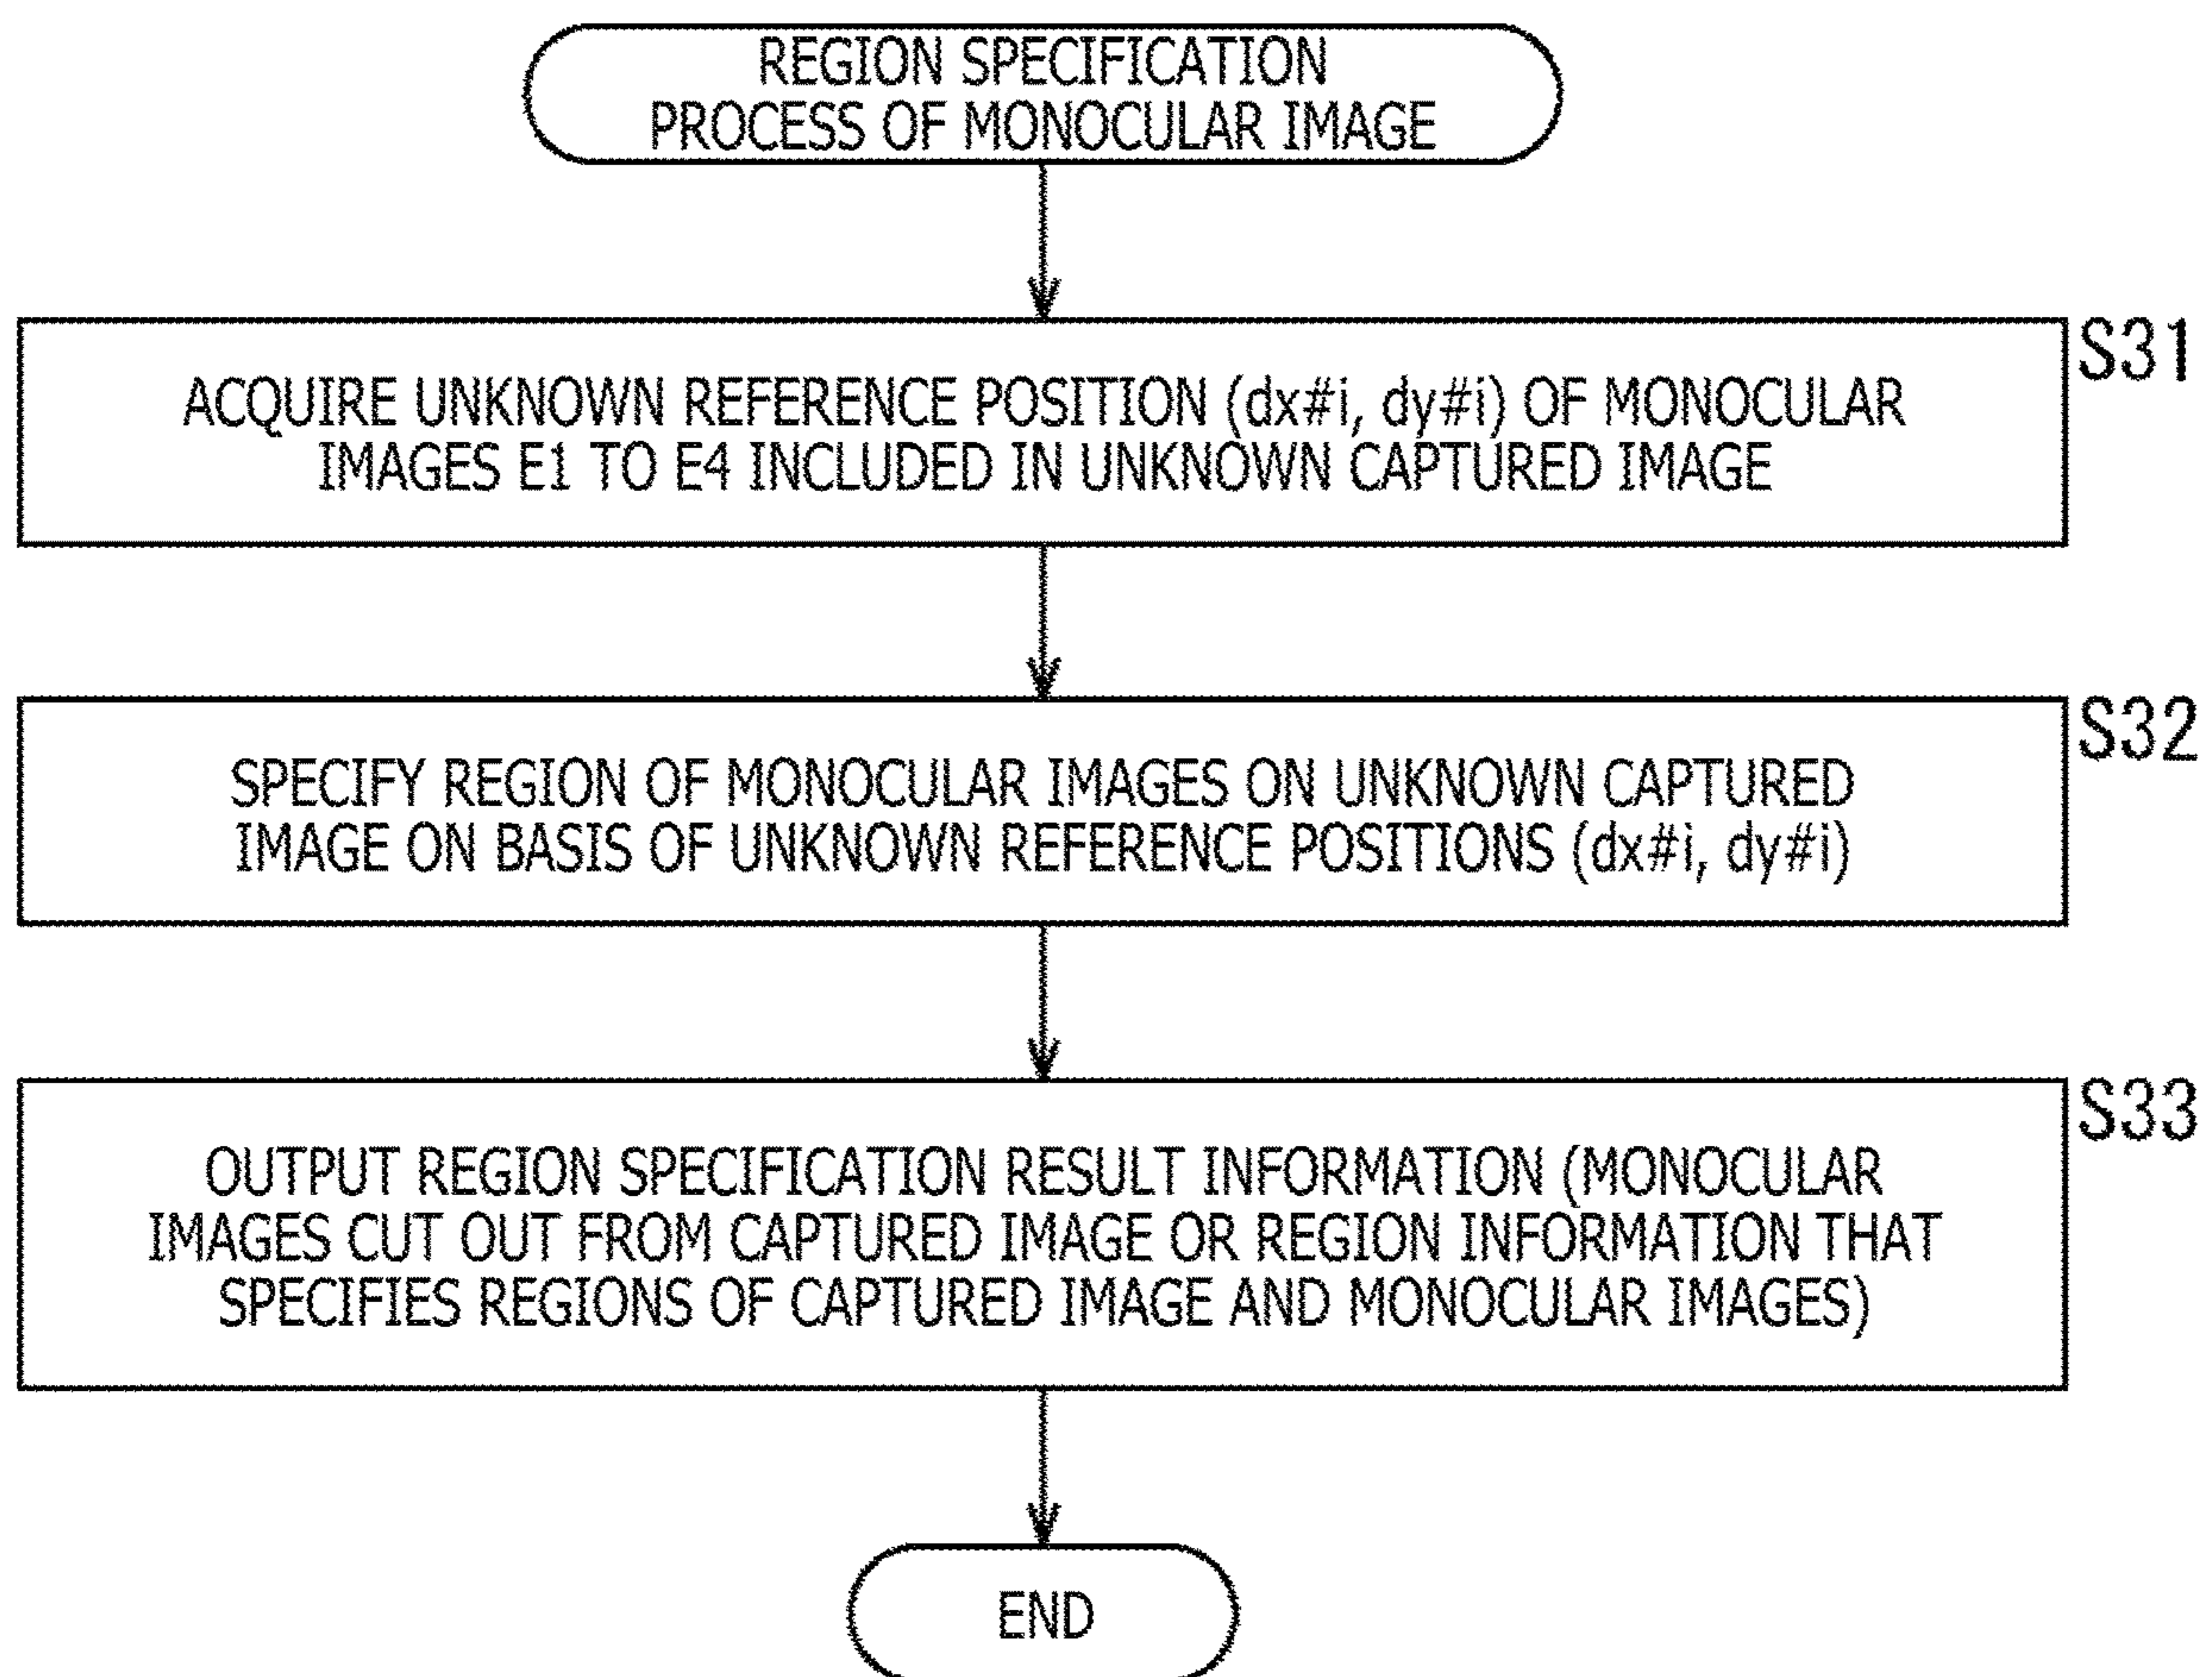 REGION SPECIFICATION
PROCESS OF MONOCULAR IMAGE
S31
ACQUIRE UNKNOWN REFERENCE POSITION (dx#i, dy#i) OF MONOCULAR
IMAGES E1 TO E4 INCLUDED IN UNKNOWN CAPTURED IMAGE
S32
SPECIFY REGION OF MONOCULAR IMAGES ON UNKNOWN CAPTURED
IMAGE ON BASIS OF UNKNOWN REFERENCE POSITIONS (dx#i, dy#i)
S33
OUTPUT REGION SPECIFICATION RESULT INFORMATION (MONOCULAR
IMAGES CUT OUT FROM CAPTURED IMAGE OR REGION INFORMATION THAT
SPECIFIES REGIONS OF CAPTURED IMAGE AND MONOCULAR IMAGES)
END